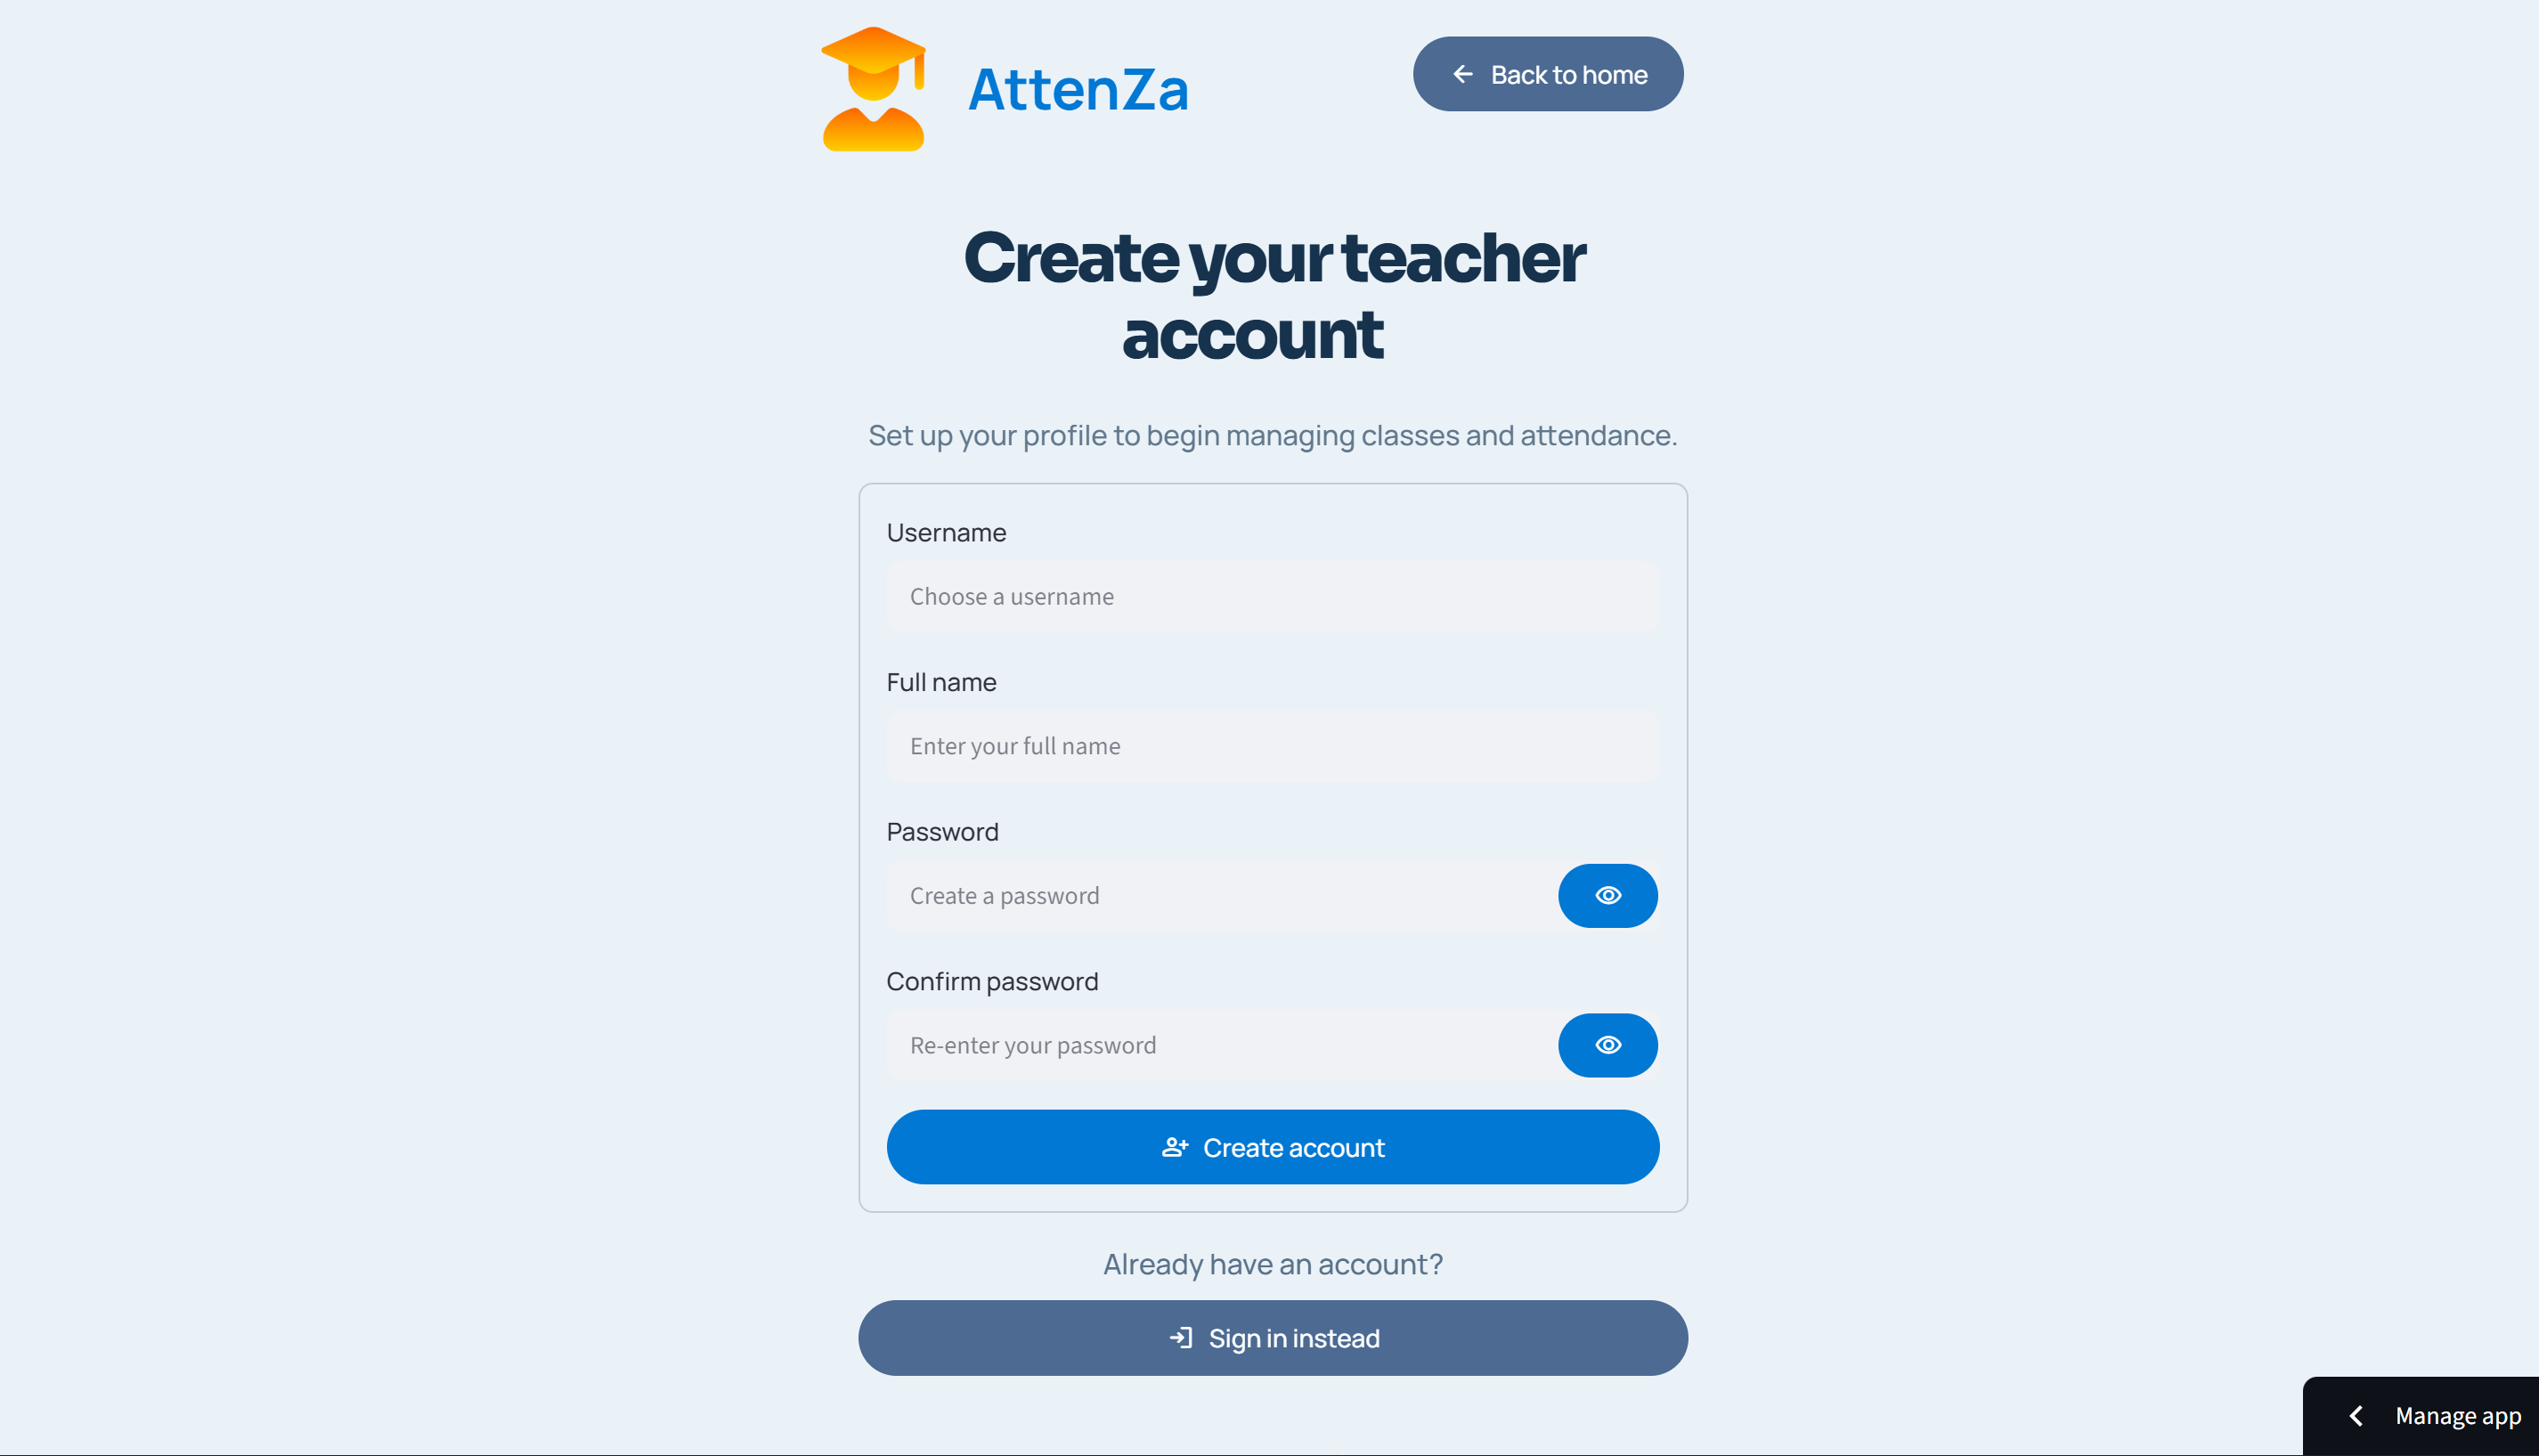 AttenZa
Back to home
Create your teacher
account
Set up your profile to begin managing classes and attendance.
Username
Choose a username
Full name
Enter your full name
Password
Create a password
Confirm password
Re-enter your password
Create account
Already have an account?
Sign in instead
Manage app